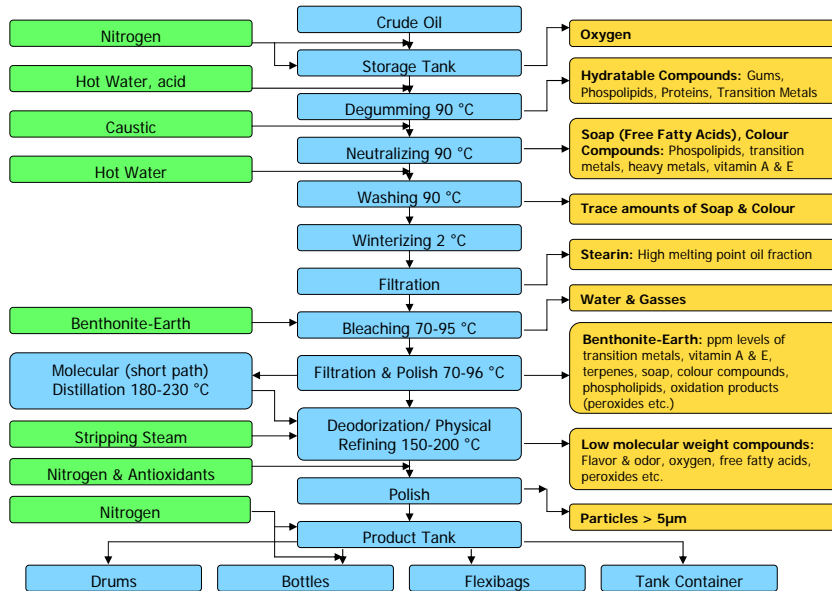 Crude Oil
Nitrogen
Oxygen
Storage Tank
Hot Water, acid
Hydratable Compounds: Gums,
Phospolipids, Proteins, Transition Metals
Degumming 90 °C
Caustic
Soap (Free Fatty Acids), Colour
Compounds: Phospolipids, transition
metals, heavy metals, vitamin A & E
Neutralizing 90 °C
Hot Water
Washing 90 °C
Trace amounts of Soap & Colour
Winterizing 2 °C
Stearin: High melting point oil fraction
Filtration
Water & Gasses
Benthonite-Earth
Bleaching 70-95 °C
Benthonite-Earth: ppm levels of
transition metals, vitamin A & E,
terpenes, soap, colour compounds,
phospholipids, oxidation products
(peroxides etc.)
Molecular (short path)
Distillation 180-230 °C
Filtration & Polish 70-96 °C
Deodorization/ Physical
Refining 150-200 °C
Stripping Steam
Low molecular weight compounds:
Flavor & odor, oxygen, free fatty acids,
peroxides etc.
Nitrogen & Antioxidants
Polish
Nitrogen
Particles > 5µm
Product Tank
Drums
Bottles
Flexibags
Tank Container